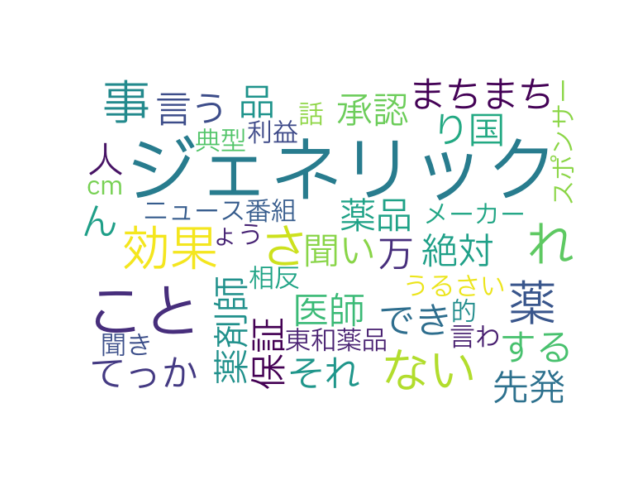 事
言う
品
話
承認
まちまち
スポンサー
典型
利益
り国
人
ジェネリック
cm
ん
ニュース番組
薬品
メーカー
効果
ょう
さ
聞い
万
絶対
れ
相反
うるさい
こと
薬剤師
医師
でき
的
薬
聞き
保証
東和薬品
言わ
する
てっか
それ
ない
先発